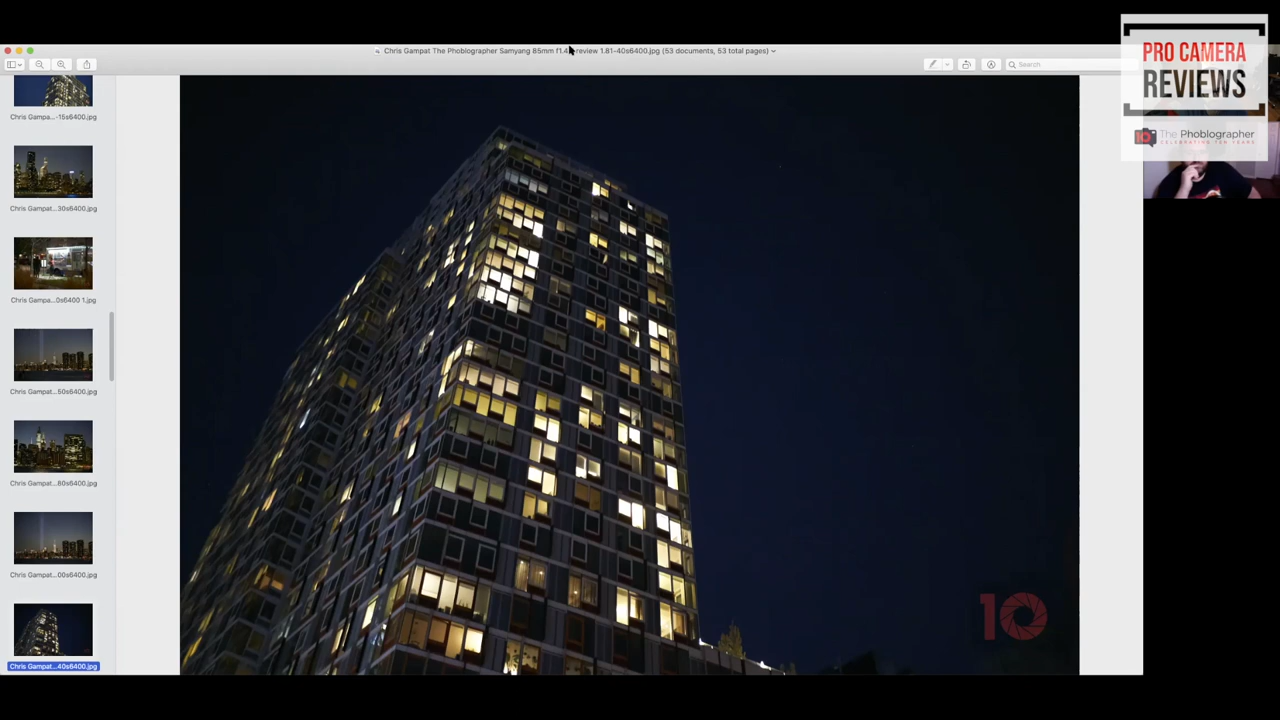 Chris Gampat The Phoblographer Samyang 85mm f1.4 review 1.81-40s6400.jpg (53 documents, 53 total pages)
Search
PRO CAMERA
REVIEWS
10
The Phoblographer
CELEBRATING TEN YEARS
Chris Gampa...-15s6400.jpg
Chris Gampat...30s6400.jpg
Chris Gampa...0s6400 1.jpg
Chris Gampat...50s6400.jpg
Chris Gampat...80s6400.jpg
Chris Gampat...00s6400.jpg
Chris Gampat...40s6400.jpg
10